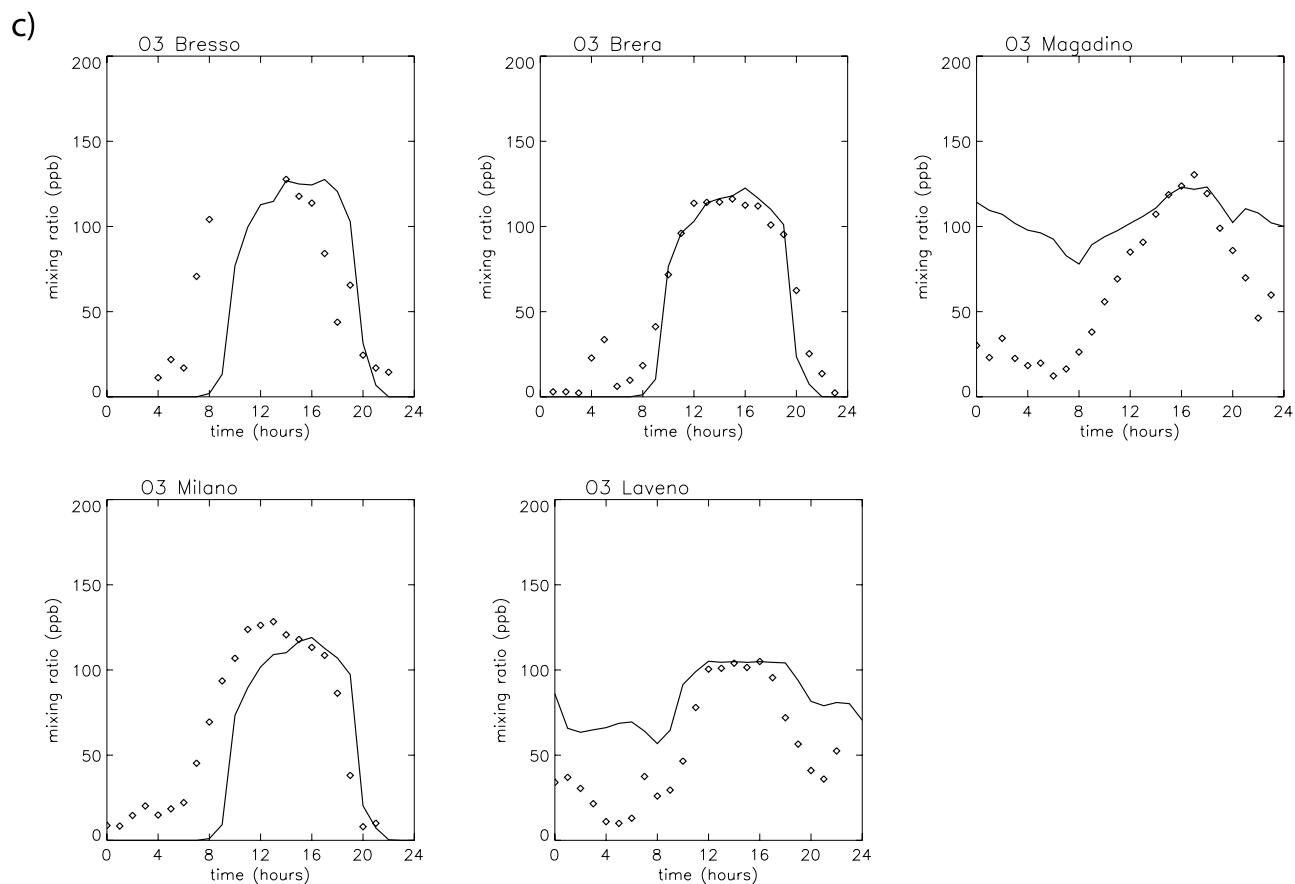 c)
O3 Bresso
200
150
100
50
0
mixing ratio (ppb)
0 4 8 12 16 20 24
time (hours)
O3 Brera
200
150
100
50
0
mixing ratio (ppb)
0 4 8 12 16 20 24
time (hours)
O3 Magadino
200
150
100
50
0
mixing ratio (ppb)
0 4 8 12 16 20 24
time (hours)
O3 Milano
200
150
100
50
0
mixing ratio (ppb)
0 4 8 12 16 20 24
time (hours)
O3 Laveno
200
150
100
50
0
mixing ratio (ppb)
0 4 8 12 16 20 24
time (hours)